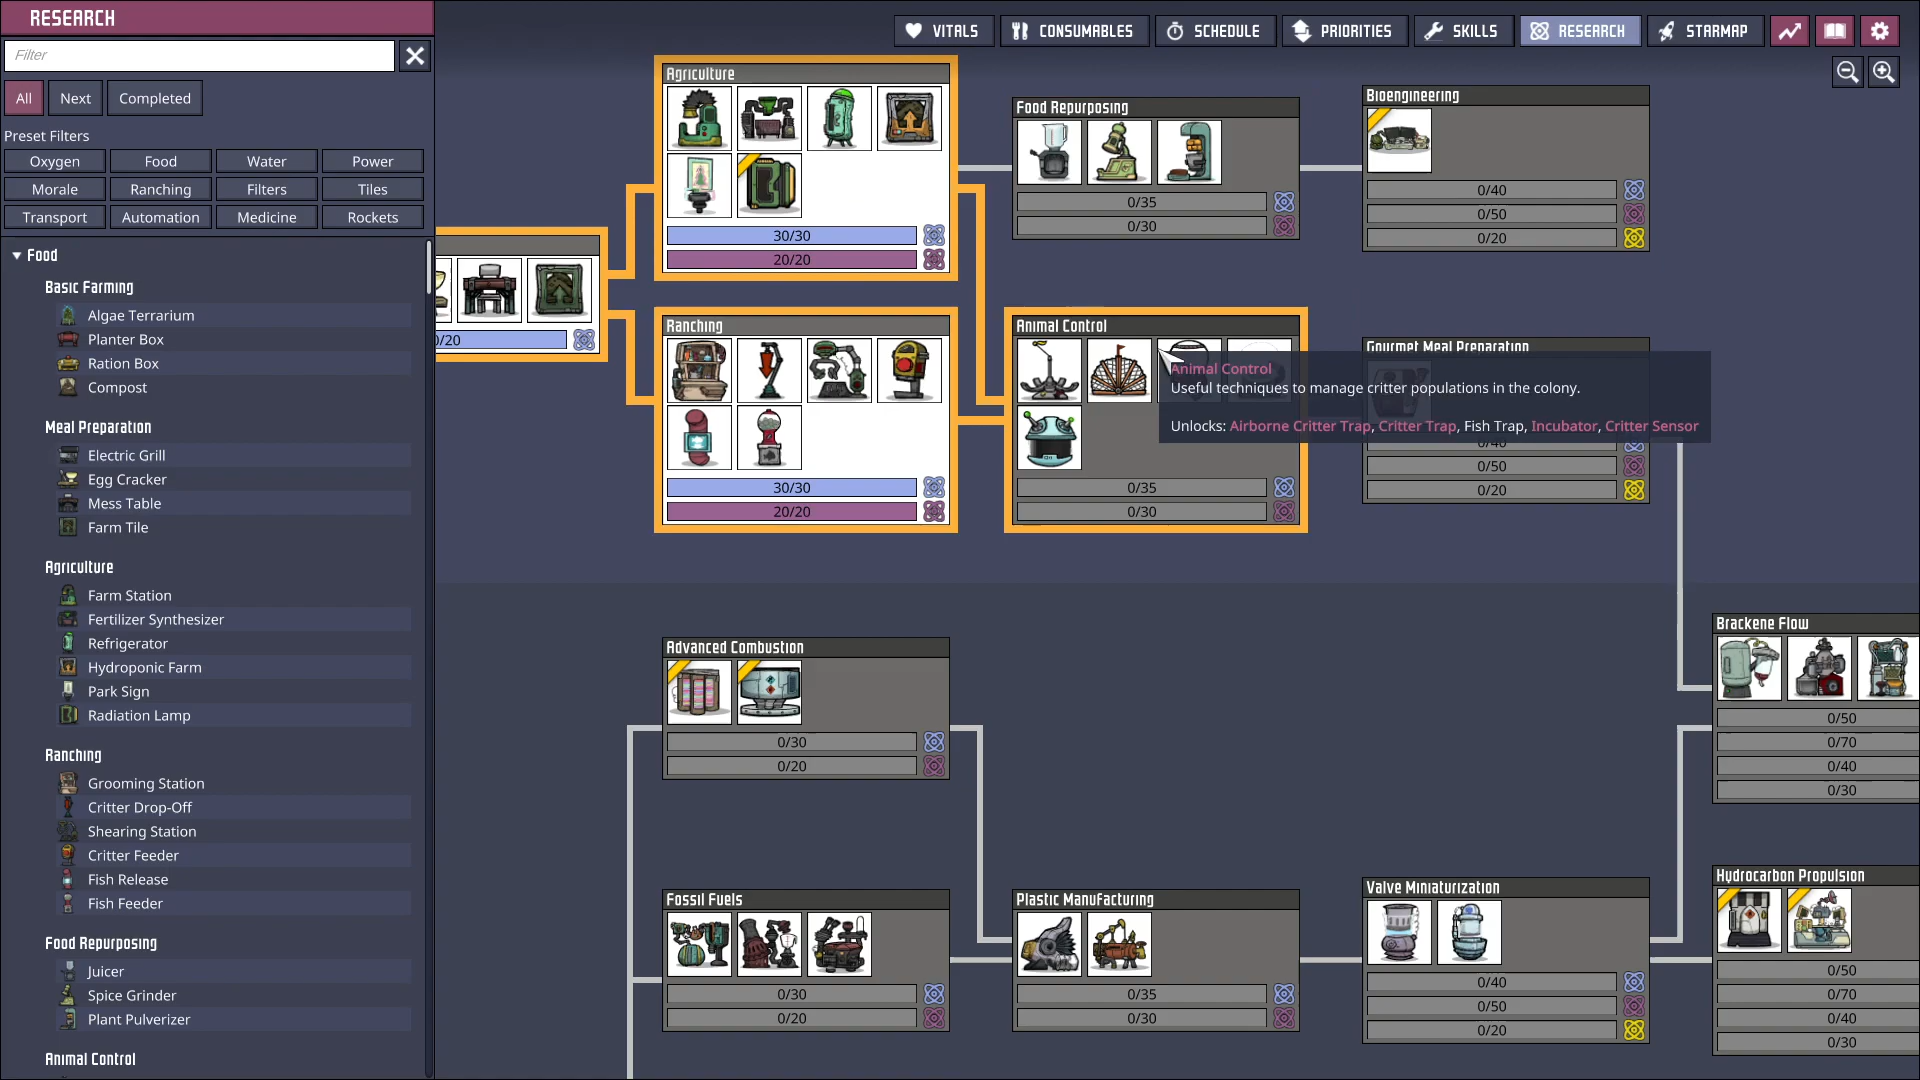 RESEARCH
VITALS
CONSUMABLES
SCHEDULE
PRIORITIES
SKILLS
RESEARCH
STARMAP
Filter
All
Next
Completed
Preset Filters
Oxygen
Food
Water
Power
Morale
Ranching
Filters
Tiles
Transport
Automation
Medicine
Rockets
Food
Basic Farming
Algae Terrarium
Planter Box
Ration Box
Compost
Meal Preparation
Electric Grill
Egg Cracker
Mess Table
Farm Tile
Agriculture
Farm Station
Fertilizer Synthesizer
Refrigerator
Hydroponic Farm
Park Sign
Radiation Lamp
Ranching
Grooming Station
Critter Drop-Off
Shearing Station
Critter Feeder
Fish Release
Fish Feeder
Food Repurposing
Juicer
Spice Grinder
Plant Pulverizer
Animal Control
0/20
Agriculture
30/30
20/20
Ranching
30/30
20/20
Food Repurposing
0/35
0/30
Animal Control
0/35
0/30
Bioengineering
0/40
0/50
0/20
Gourmet Meal Preparation
0/40
0/50
0/20
Animal Control
Useful techniques to manage critter populations in the colony.
Unlocks: Airborne Critter Trap, Critter Trap, Fish Trap, Incubator, Critter Sensor
Advanced Combustion
0/30
0/20
Fossil Fuels
0/30
0/20
Plastic Manufacturing
0/35
0/30
Valve Miniaturization
0/40
0/50
0/20
Brackene Flow
0/50
0/70
0/40
0/30
Hydrocarbon Propulsion
0/50
0/70
0/40
0/30